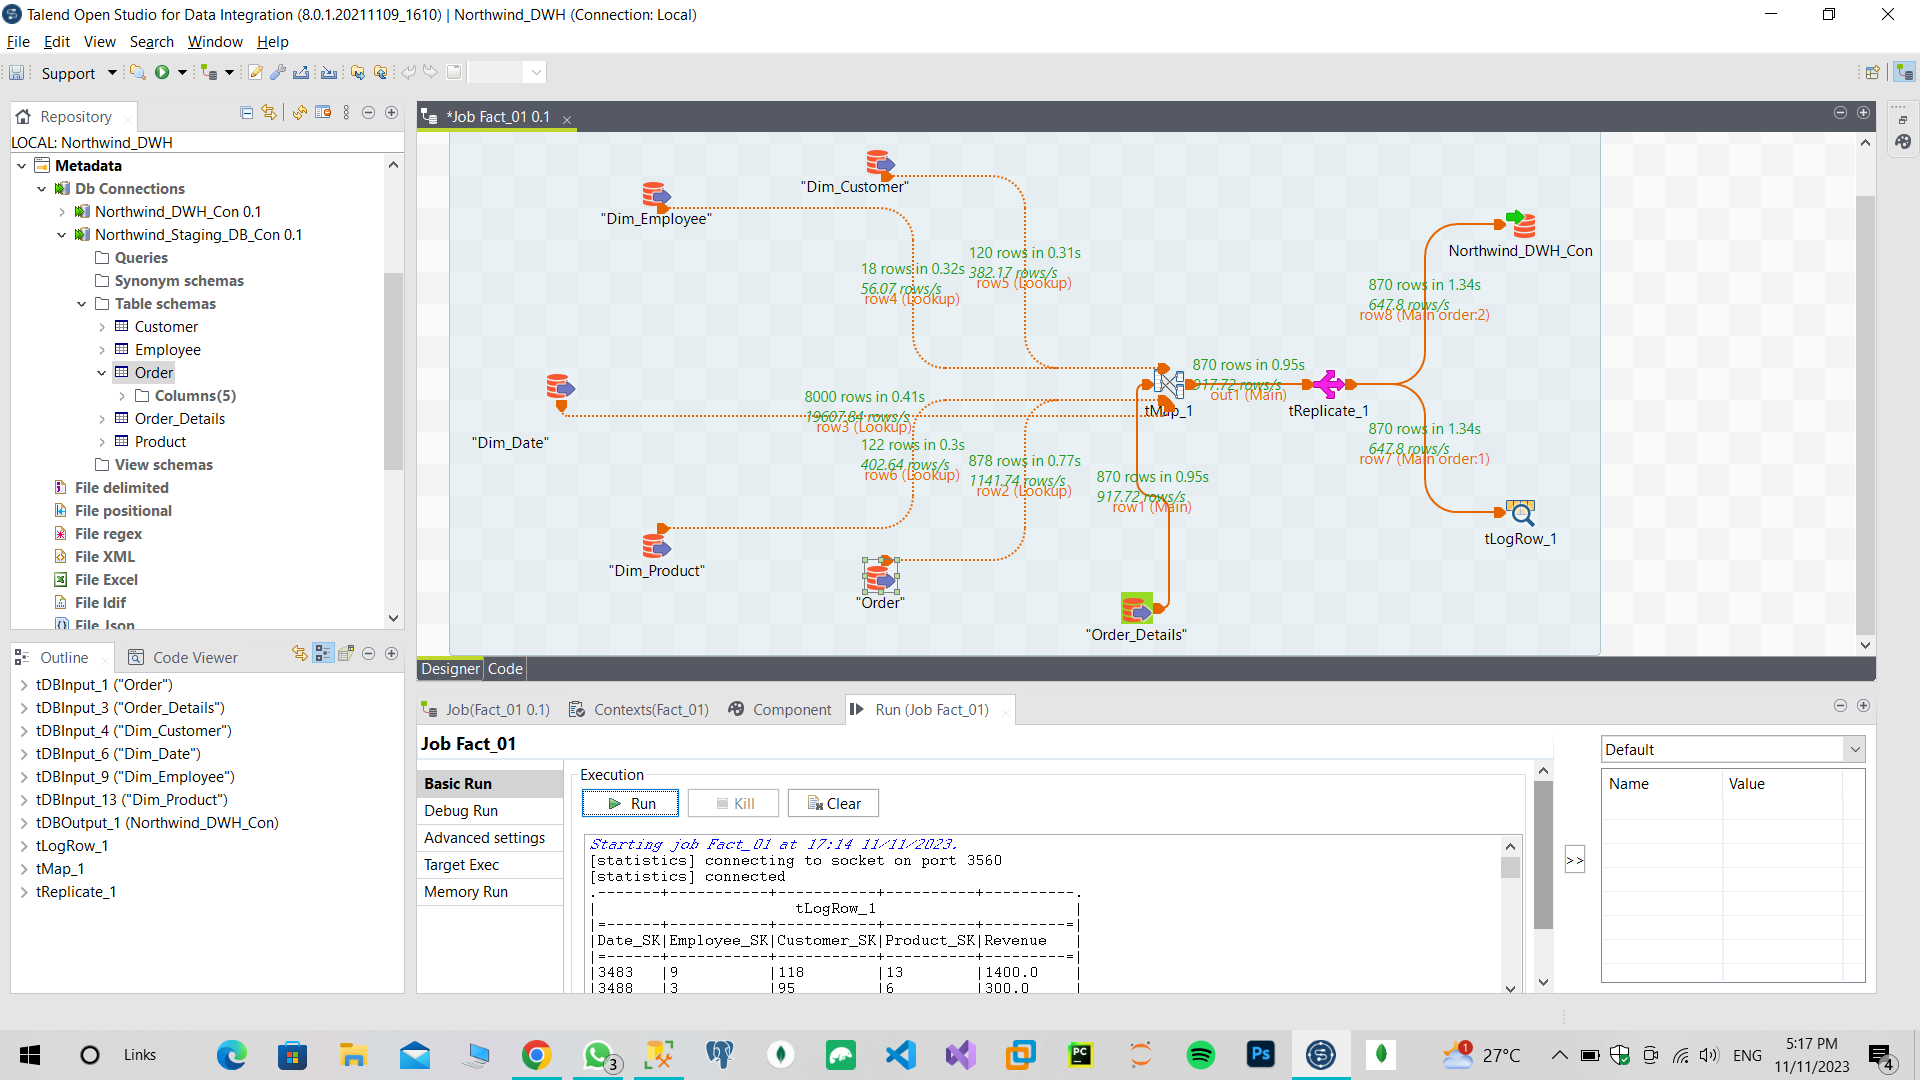 Talend Open Studio for Data Integration (8.0.1.20211109_1610) | Northwind_DWH (Connection: Local)
File Edit View Search Window Help
Support
Repository
LOCAL: Northwind_DWH
Metadata
Db Connections
Northwind_DWH_Con 0.1
Northwind_Staging_DB_Con 0.1
Queries
Synonym schemas
Table schemas
Customer
Employee
Order
Columns(5)
Order_Details
Product
View schemas
File delimited
File positional
File regex
File XML
File Excel
File ldif
File Json
Outline
Code Viewer
tDBInput_1 ("Order")
tDBInput_3 ("Order_Details")
tDBInput_4 ("Dim_Customer")
tDBInput_6 ("Dim_Date")
tDBInput_9 ("Dim_Employee")
tDBInput_13 ("Dim_Product")
tDBOutput_1 (Northwind_DWH_Con)
tLogRow_1
tMap_1
tReplicate_1
*Job Fact_01 0.1
"Dim_Customer"
"Dim_Employee"
120 rows in 0.31s
382.17 rows/s
row5 (Lookup)
18 rows in 0.32s
56.07 rows/s
row4 (Lookup)
Northwind_DWH_Con
870 rows in 1.34s
647.8 rows/s
row8 (Main order:2)
870 rows in 0.95s
917.72 rows/s
out1 (Main)
tMap_1
tReplicate_1
8000 rows in 0.41s
19607.84 rows/s
row3 (Lookup)
"Dim_Date"
122 rows in 0.3s
402.64 rows/s
row6 (Lookup)
878 rows in 0.77s
1141.74 rows/s
row2 (Lookup)
870 rows in 0.95s
917.72 rows/s
row1 (Main)
870 rows in 1.34s
647.8 rows/s
row7 (Main order:1)
tLogRow_1
"Dim_Product"
"Order"
"Order_Details"
Designer
Code
Job(Fact_01 0.1)
Contexts(Fact_01)
Component
Run (Job Fact_01)
Job Fact_01
Basic Run
Debug Run
Advanced settings
Target Exec
Memory Run
Execution
Run
Kill
Clear
Starting job Fact_01 at 17:14 11/11/2023.
[statistics] connecting to socket on port 3560
[statistics] connected
.-------+-----------+-----------+----------+----------.
| tLogRow_1 |
|=------+-----------+-----------+----------+---------=|
|Date_SK|Employee_SK|Customer_SK|Product_SK|Revenue |
|=------+-----------+-----------+----------+---------=|
|3483 |9 |118 |13 |1400.0 |
|3488 |3 |95 |6 |300.0 |
>>
Default
Name Value
Links
3
PC
Ps
1
27°C
ENG
5:17 PM
11/11/2023
4